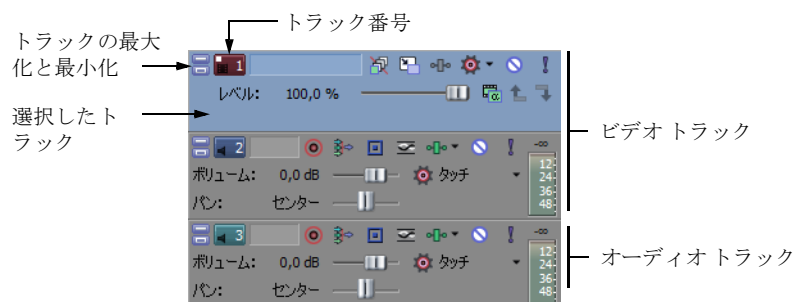 トラック番号
トラックの最大
化と最小化
選択したト
ラック
1
レベル: 100,0 %
α
ビデオ トラック
2
-∞
ボリューム: 0,0 dB タッチ
12
24
36
48
パン: センター
3
-∞
ボリューム: 0,0 dB タッチ
12
24
36
48
パン: センター
オーディオ トラック